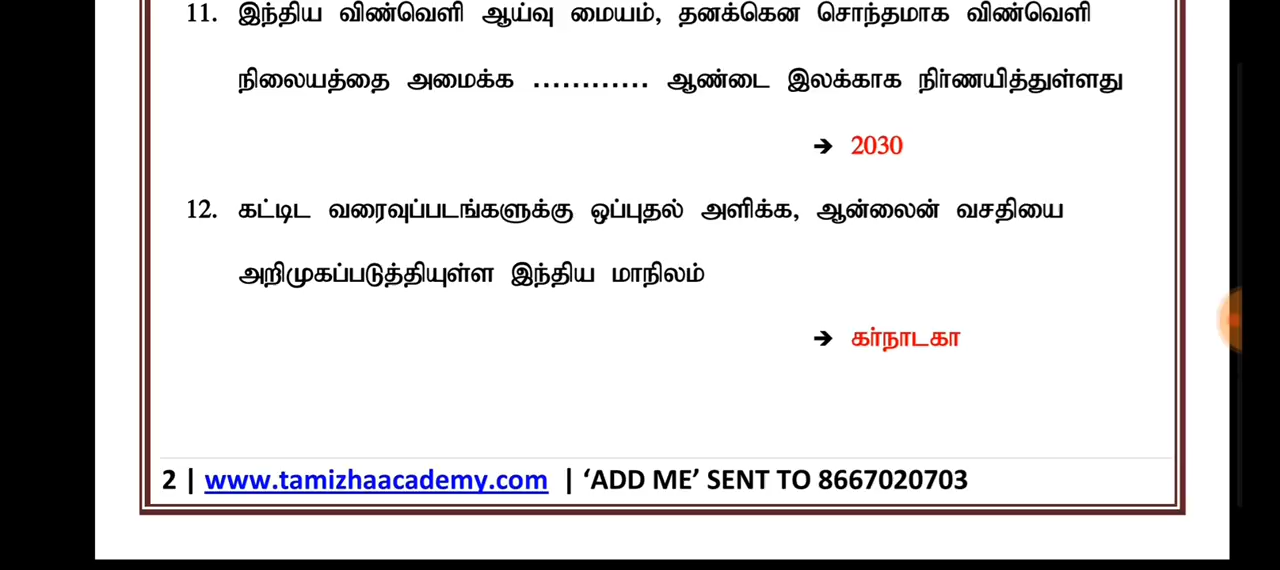 11. இந்திய விண்வெளி ஆய்வு மையம், தனக்கென சொந்தமாக விண்வெளி
நிலையத்தை அமைக்க ............ ஆண்டை இலக்காக நிர்ணயித்துள்ளது
➔ 2030
12. கட்டிட வரைவுப்படங்களுக்கு ஒப்புதல் அளிக்க, ஆன்லைன் வசதியை
அறிமுகப்படுத்தியுள்ள இந்திய மாநிலம்
➔ கர்நாடகா
2 | www.tamizhaacademy.com | ‘ADD ME’ SENT TO 8667020703